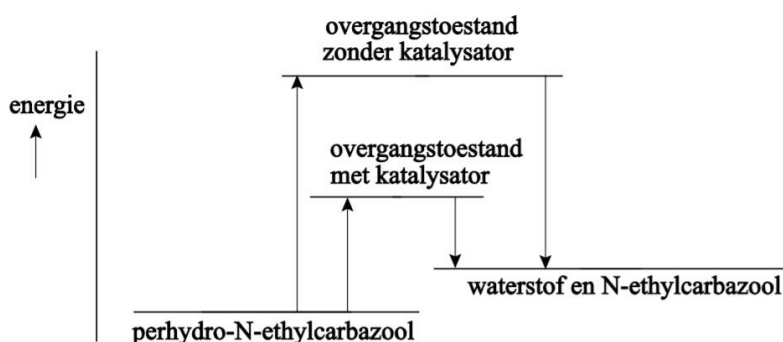 overgangstoestand
zonder katalysator
energie
overgangstoestand
met katalysator
waterstof en N-ethylcarbazool
perhydro-N-ethylcarbazool